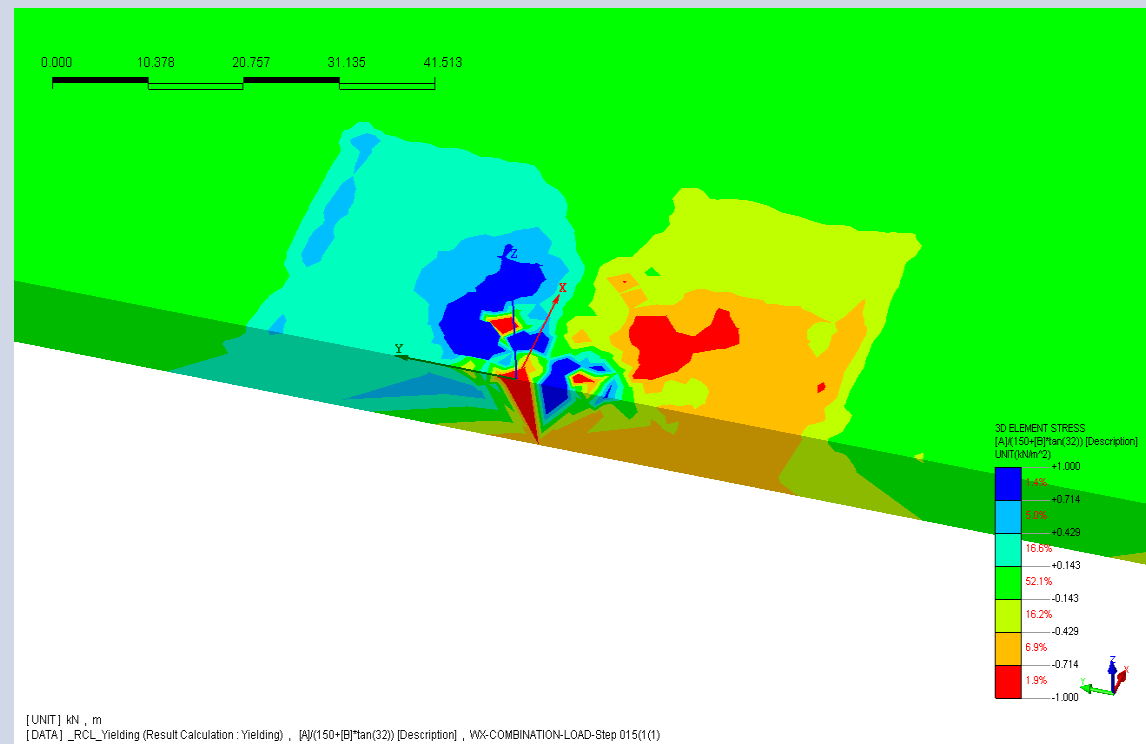 0.000 10.378 20.757 31.135 41.513
Z
X
Y
3D ELEMENT STRESS
[A]/(150+[B]*tan(32)) [Description]
UNIT(kN/m^2)
+1.000
1.4%
+0.714
5.0%
+0.429
16.6%
+0.143
52.1%
-0.143
16.2%
-0.429
6.9%
-0.714
1.9%
-1.000
Z
X
Y
[UNIT] kN , m
[DATA] _RCL_Yielding (Result Calculation : Yielding) , [A]/(150+[B]*tan(32)) [Description] , WX-COMBINATION-LOAD-Step 015(1(1)